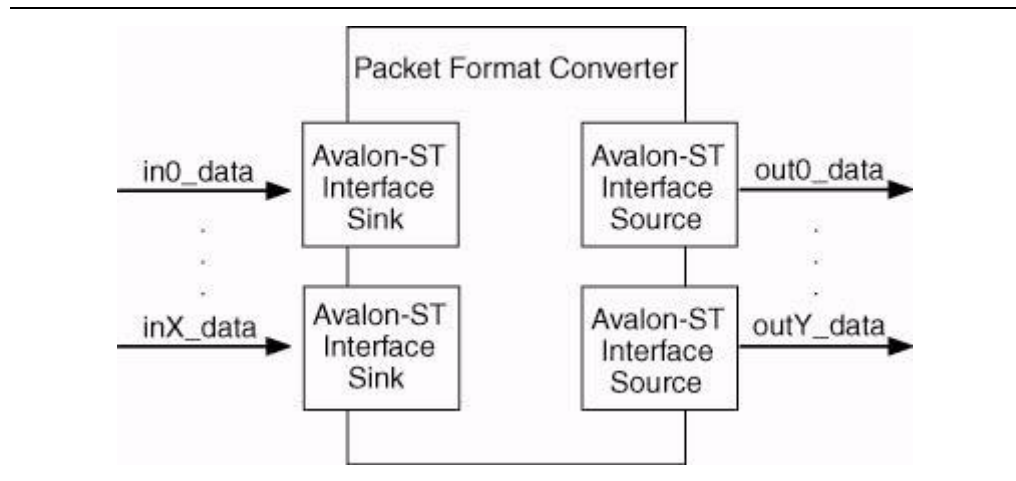 Packet Format Converter
in0_data
Avalon-ST
Interface
Sink
Avalon-ST
Interface
Source
out0_data
inX_data
Avalon-ST
Interface
Sink
Avalon-ST
Interface
Source
outY_data